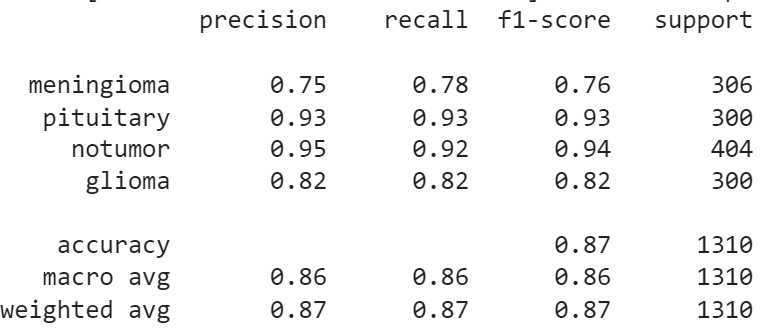 precision recall f1-score support
meningioma 0.75 0.78 0.76 306
pituitary 0.93 0.93 0.93 300
notumor 0.95 0.92 0.94 404
glioma 0.82 0.82 0.82 300
accuracy 0.87 1310
macro avg 0.86 0.86 0.86 1310
weighted avg 0.87 0.87 0.87 1310